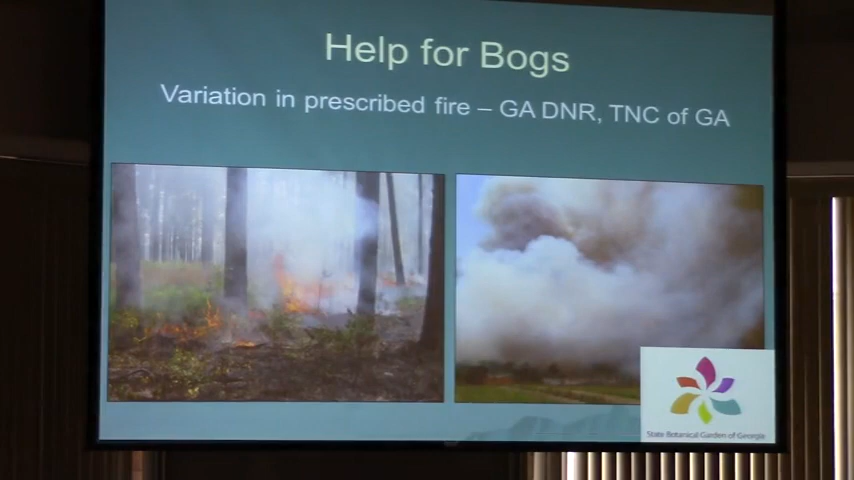 Help for Bogs
Variation in prescribed fire – GA DNR, TNC of GA
State Botanical Garden of Georgia